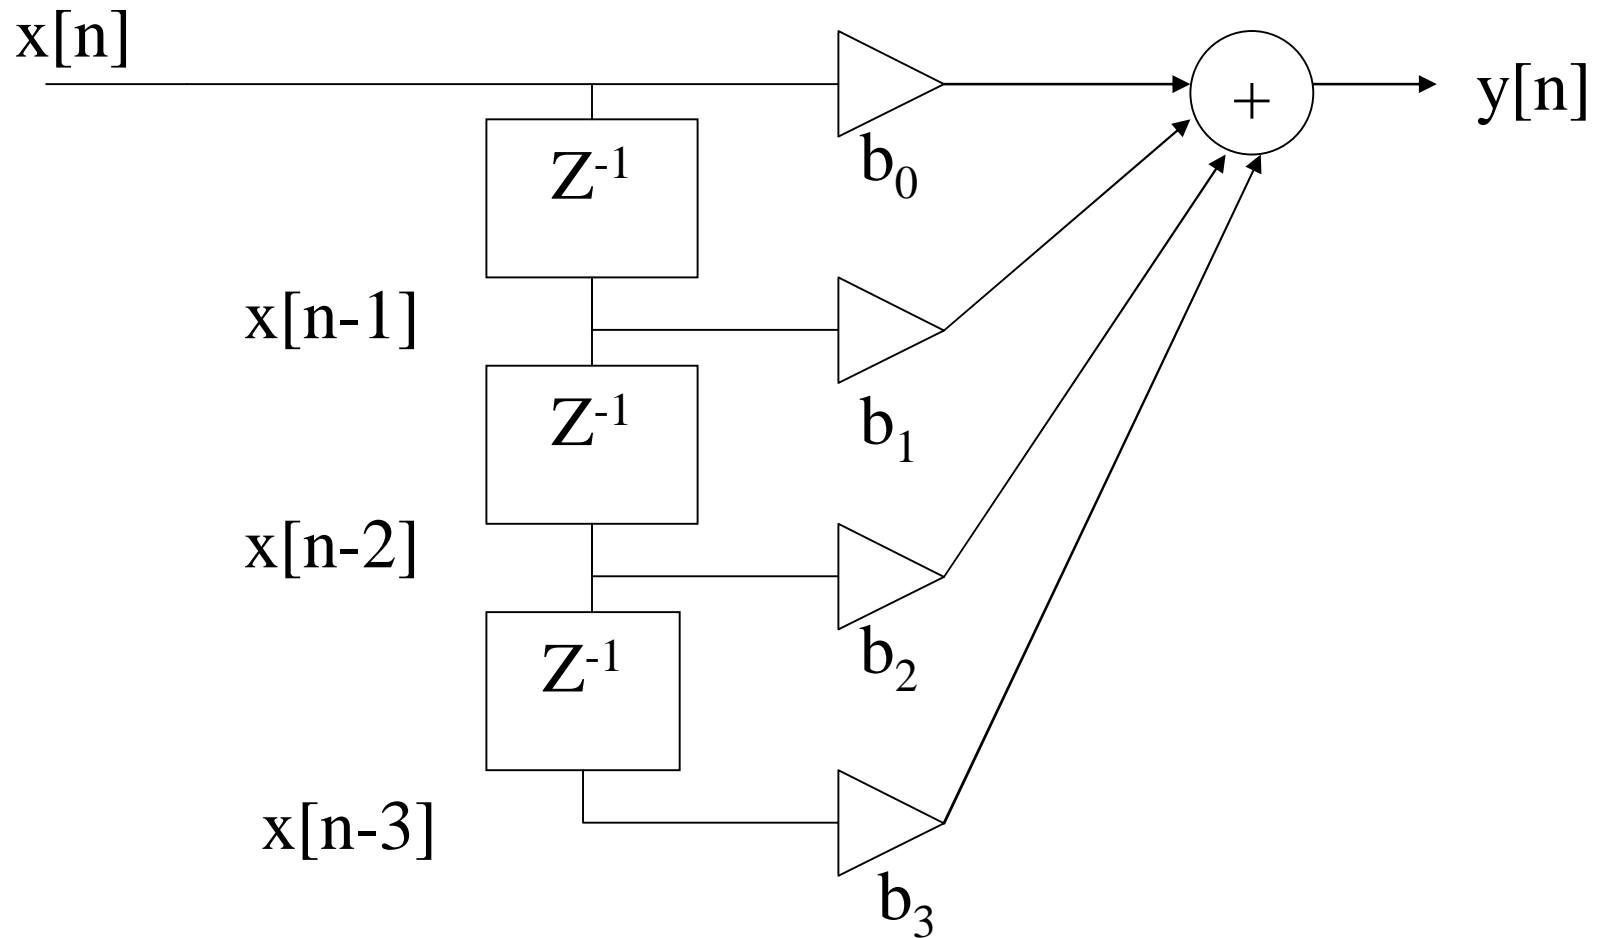 x[n]
+
y[n]
Z⁻¹
b₀
x[n-1]
Z⁻¹
b₁
x[n-2]
Z⁻¹
b₂
x[n-3]
b₃